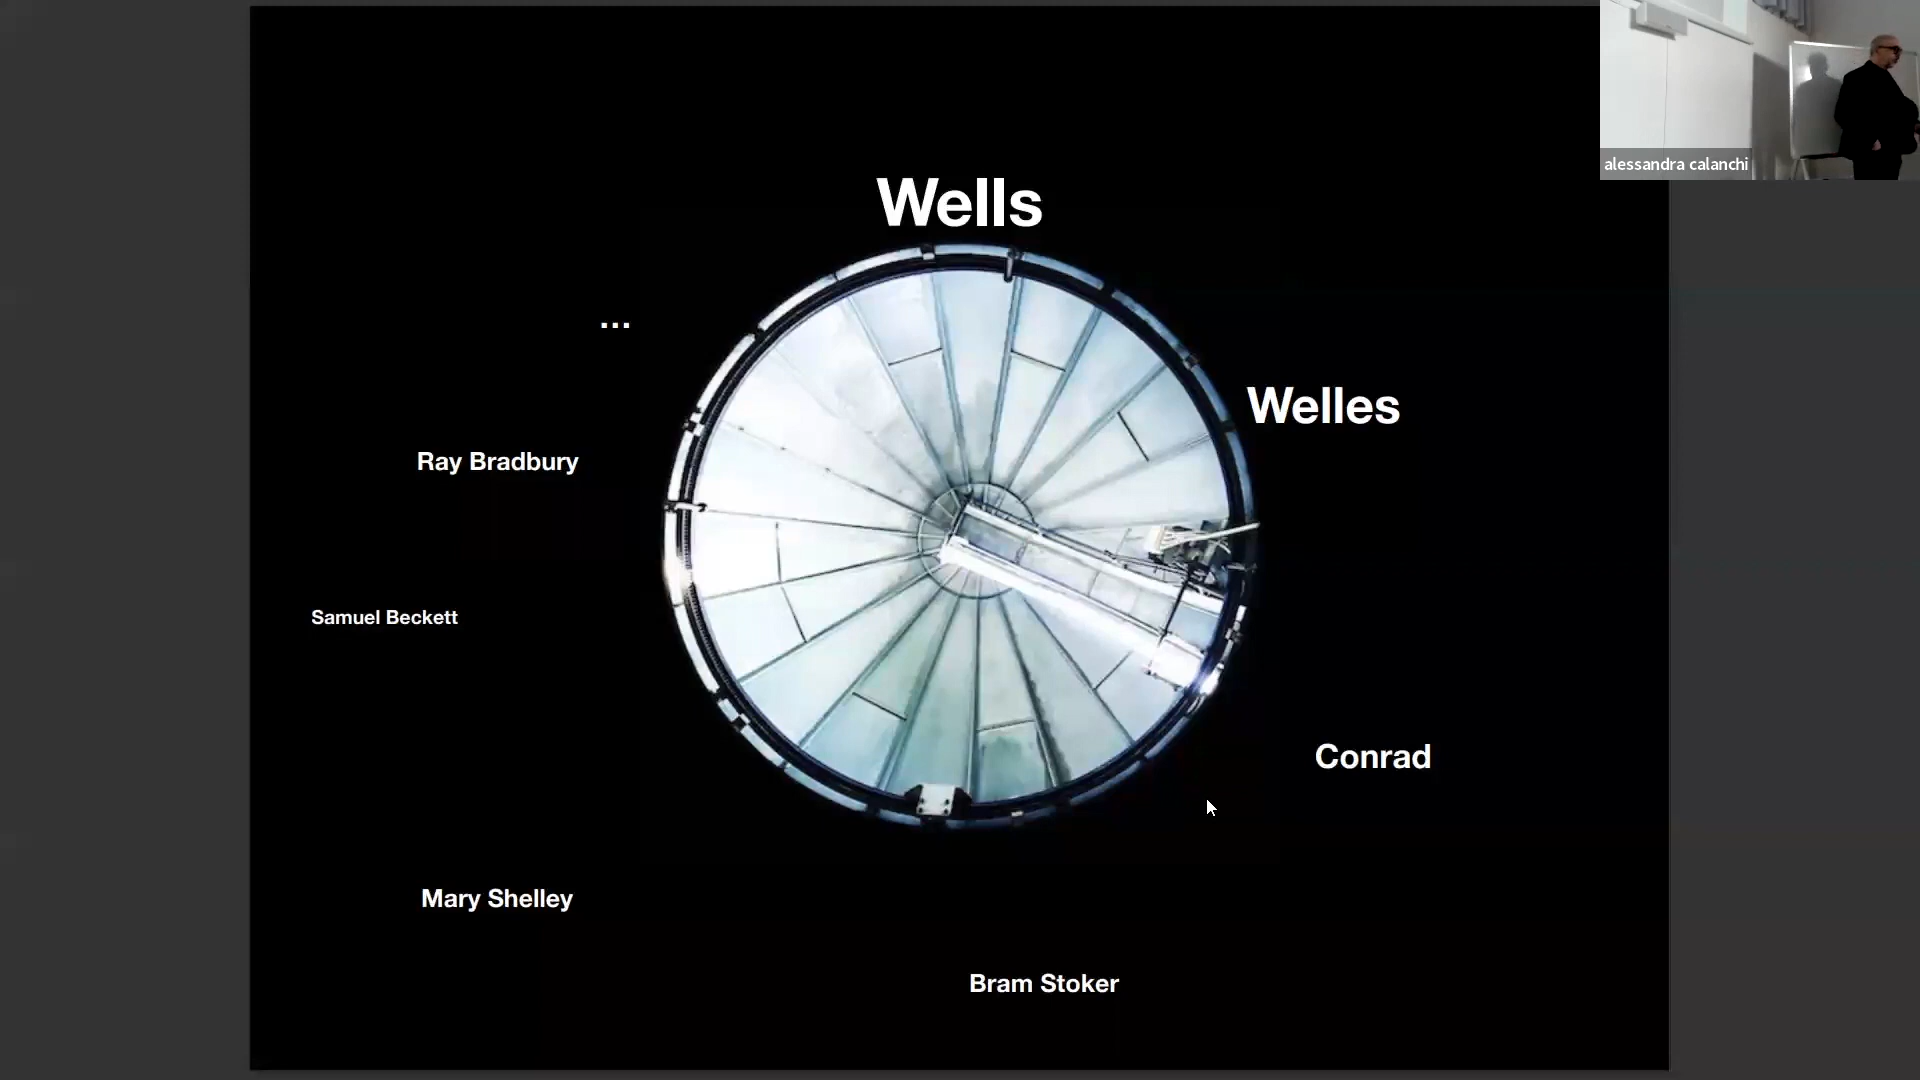 alessandra calanchi
Wells
...
Welles
Ray Bradbury
Samuel Beckett
Conrad
Mary Shelley
Bram Stoker